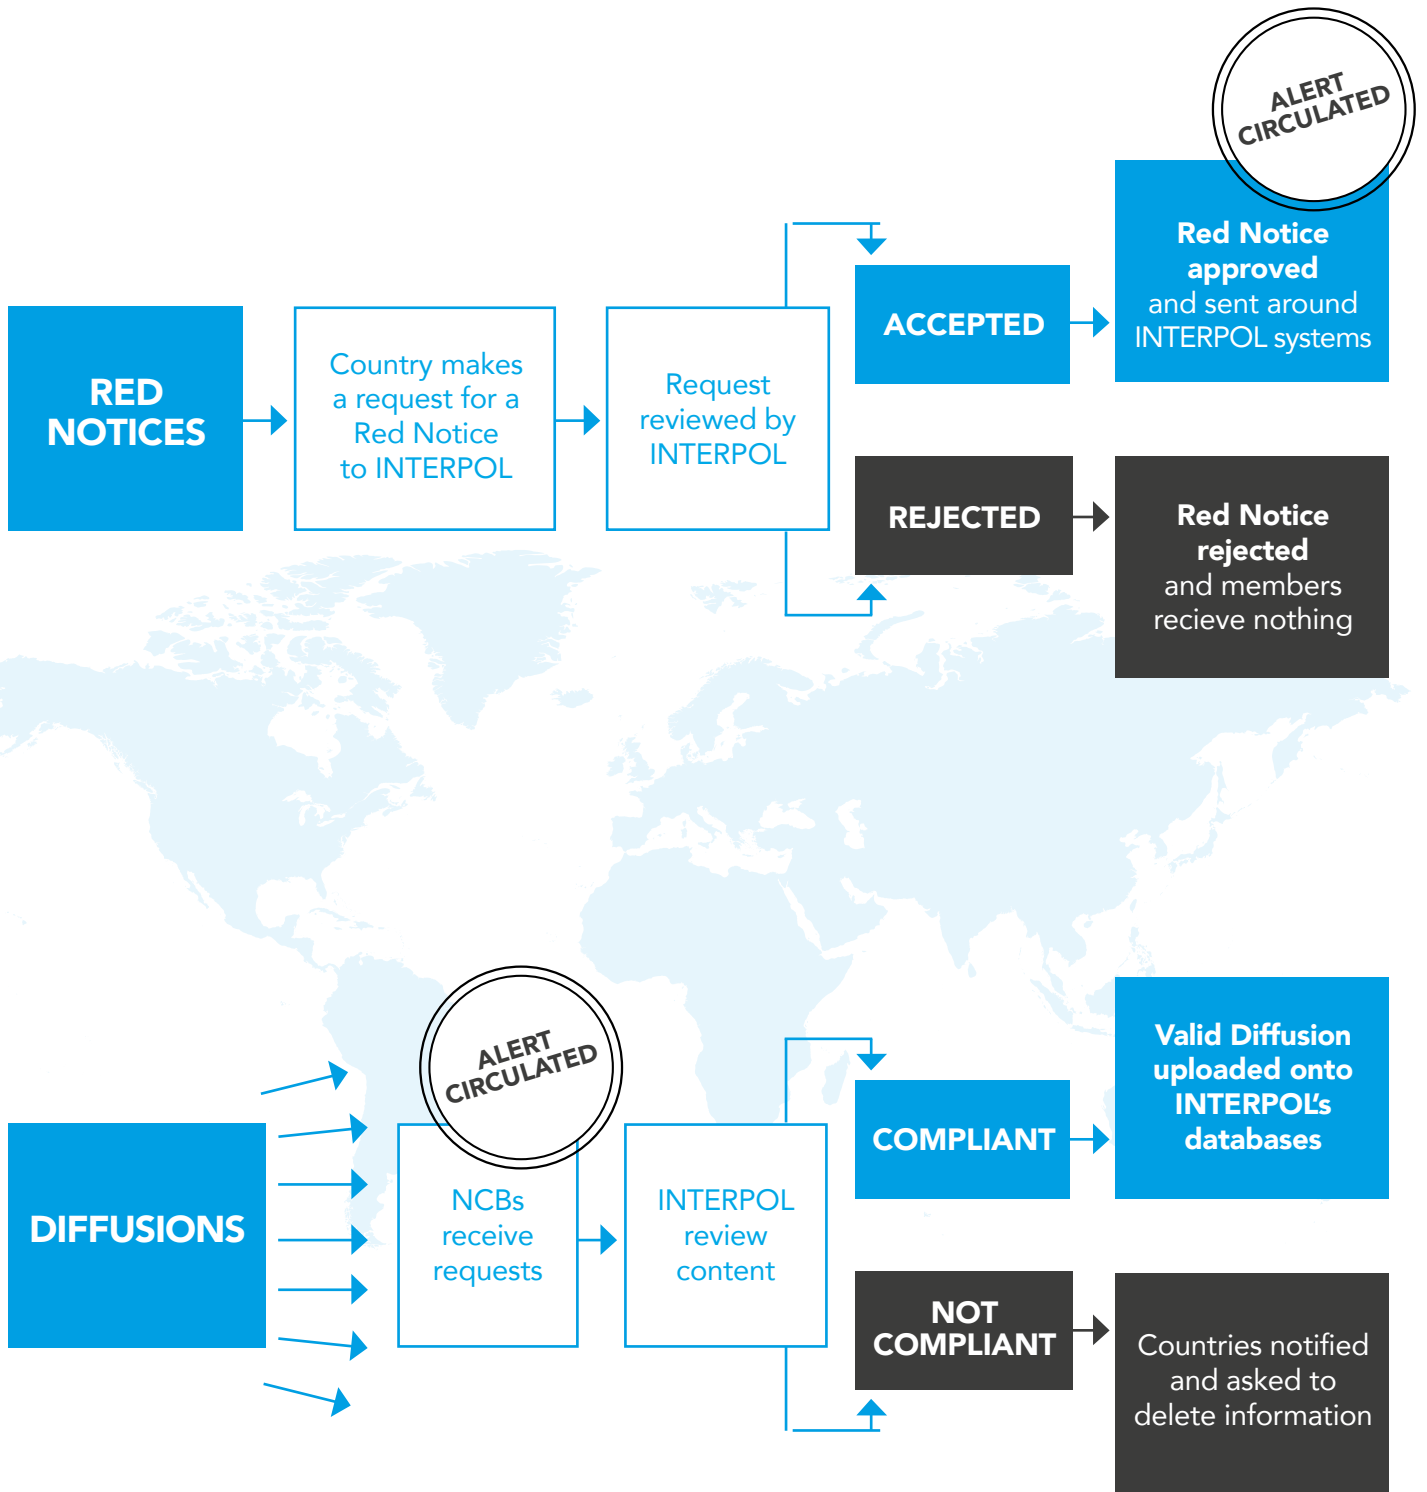 ALERT
CIRCULATED
RED
NOTICES
Country makes
a request for a
Red Notice
to INTERPOL
Request
reviewed by
INTERPOL
ACCEPTED
Red Notice
approved
and sent around
INTERPOL systems
REJECTED
Red Notice
rejected
and members
recieve nothing
DIFFUSIONS
ALERT
CIRCULATED
NCBs
receive
requests
INTERPOL
review
content
COMPLIANT
Valid Diffusion
uploaded onto
INTERPOL’s
databases
NOT
COMPLIANT
Countries notified
and asked to
delete information